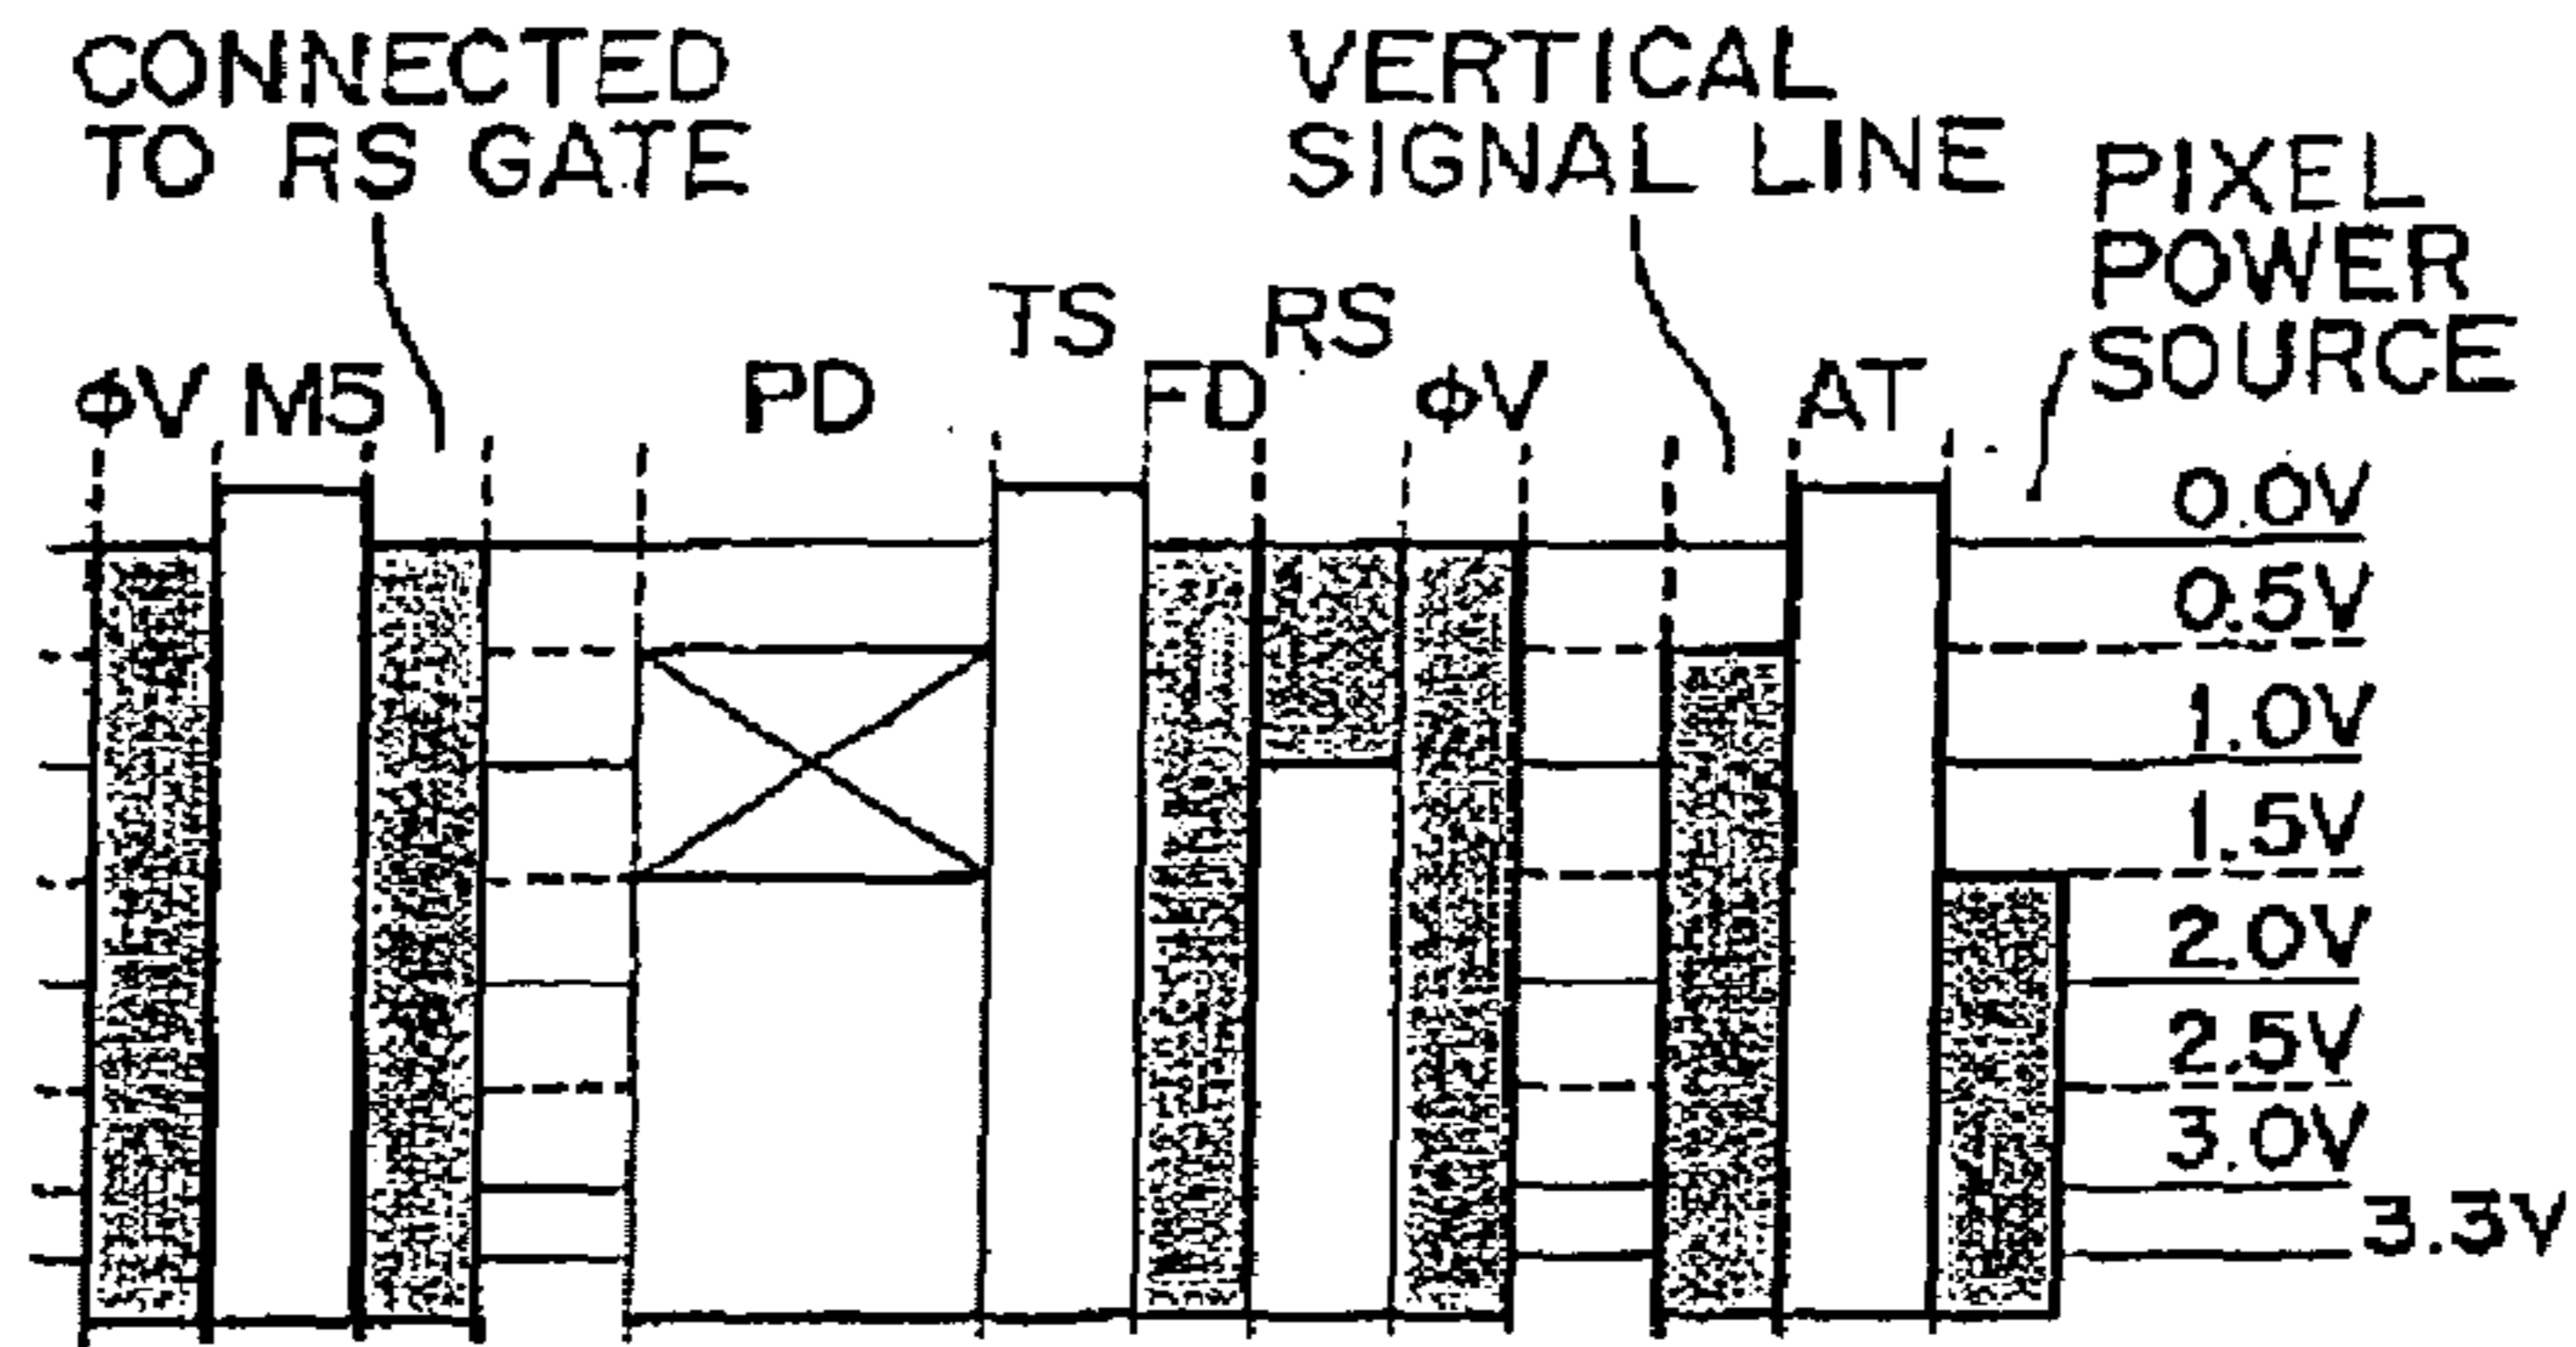 CONNECTED
TO RS GATE
VERTICAL
SIGNAL LINE
PIXEL
POWER
SOURCE
TS
RS
ϕV
M5
PD
FD
ϕV
AT
0.0V
0.5V
1.0V
1.5V
2.0V
2.5V
3.0V
3.3V